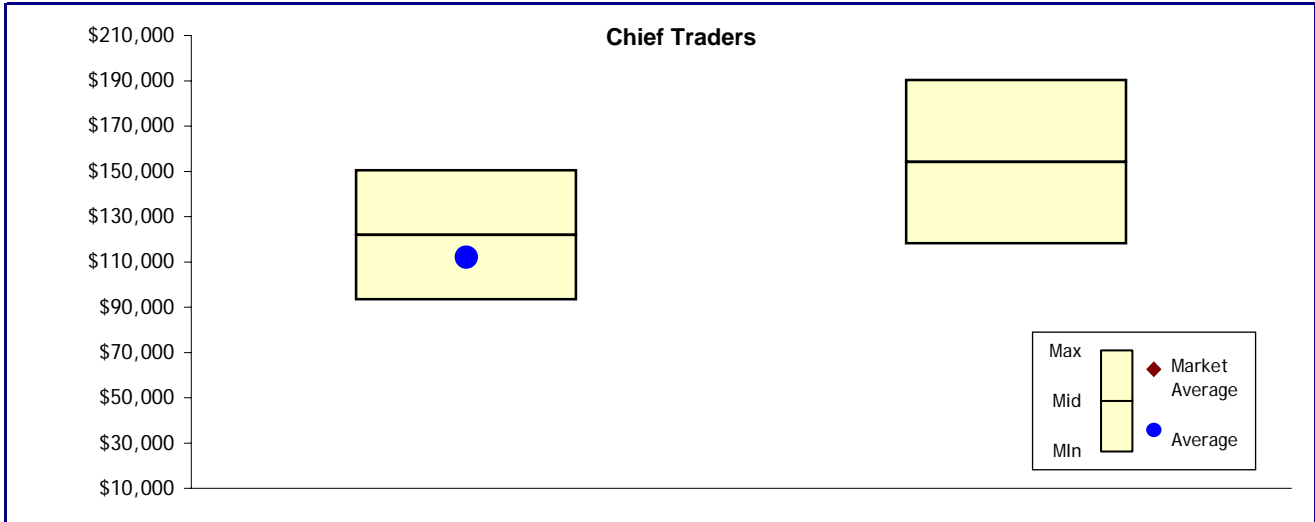 Chief Traders
$210,000
$190,000
$170,000
$150,000
$130,000
$110,000
$90,000
$70,000
$50,000
$30,000
$10,000
Max
Mid
MIn
Market
Average
Average